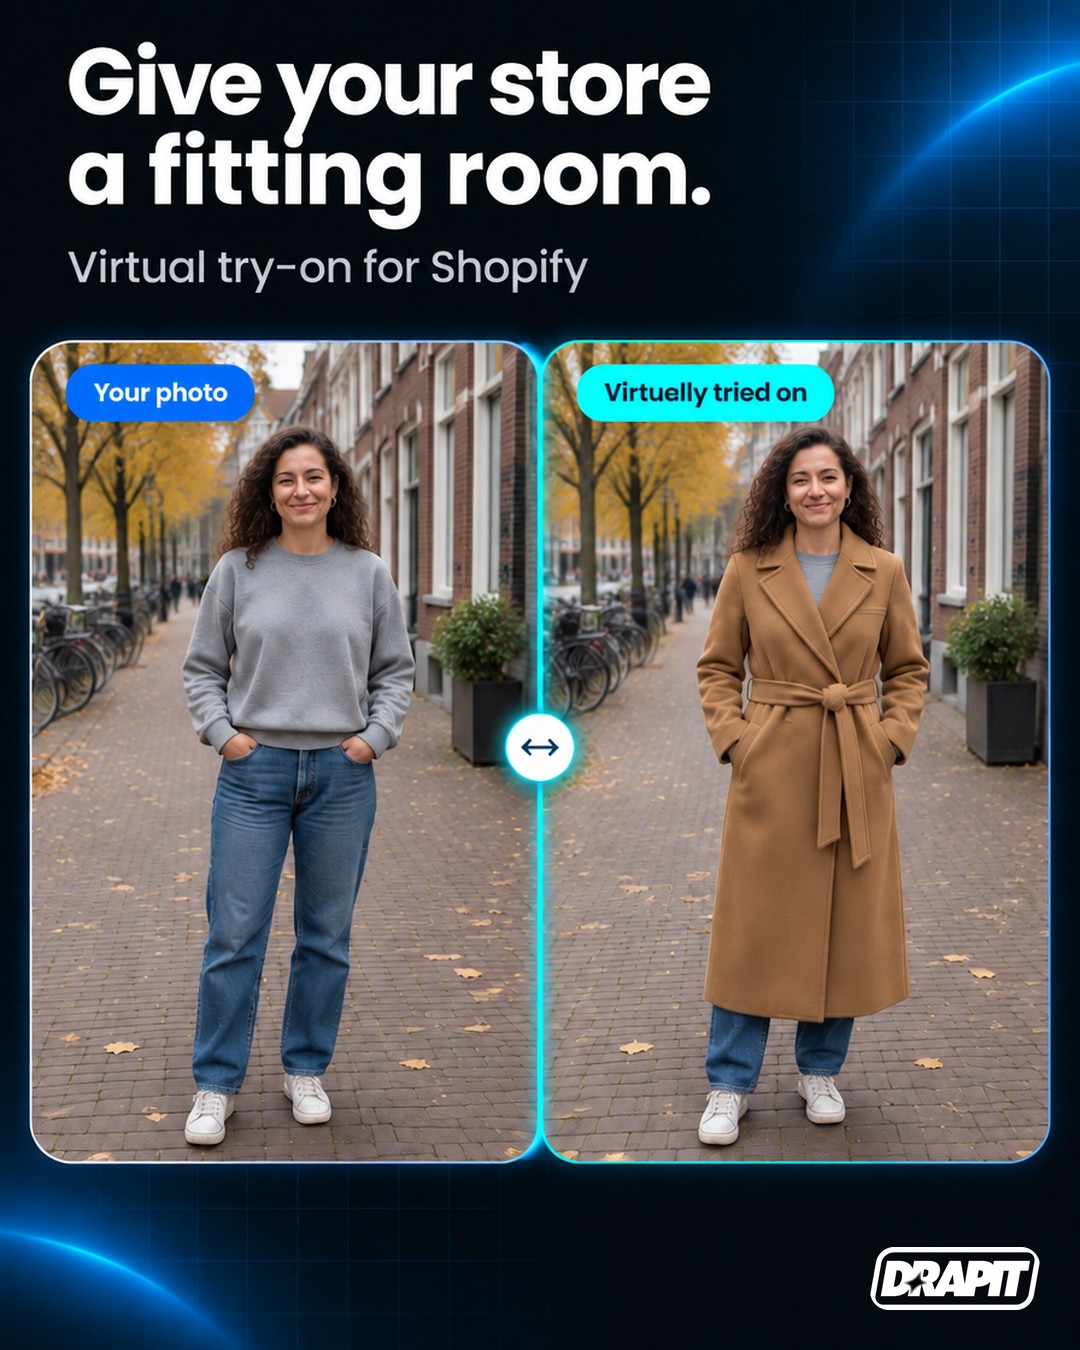 Give your store
a fitting room.
Virtual try-on for Shopify
Your photo
Virtuelly tried on
DRAPIT